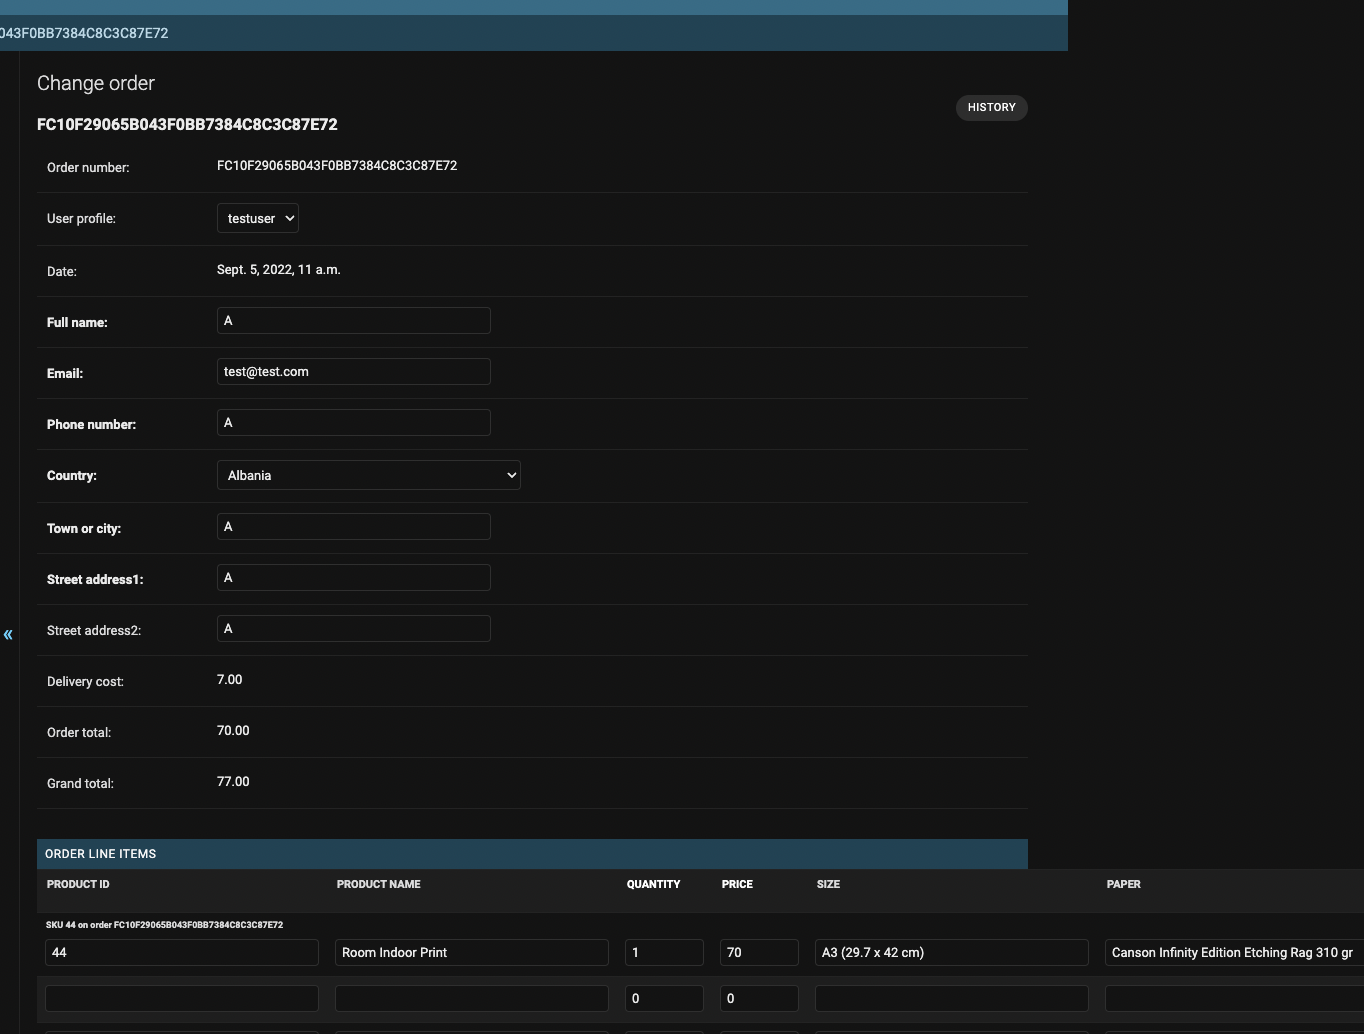 043F0BB7384C8C3C87E72
Change order
HISTORY
FC10F29065B043F0BB7384C8C3C87E72
Order number: FC10F29065B043F0BB7384C8C3C87E72
User profile: testuser
Date: Sept. 5, 2022, 11 a.m.
Full name: A
Email: test@test.com
Phone number: A
Country: Albania
Town or city: A
Street address1: A
«
Street address2: A
Delivery cost: 7.00
Order total: 70.00
Grand total: 77.00
ORDER LINE ITEMS
PRODUCT ID PRODUCT NAME QUANTITY PRICE SIZE PAPER
SKU 44 on order FC10F29065B043F0BB7384C8C3C87E72
44 Room Indoor Print 1 70 A3 (29.7 x 42 cm) Canson Infinity Edition Etching Rag 310 gr
0 0